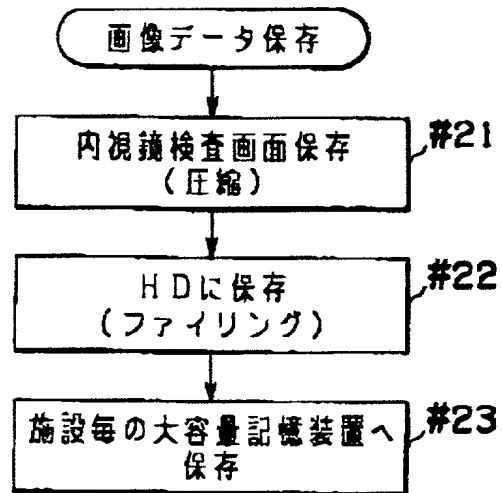 画像データ保存
内視鏡検査画面保存
(圧縮)
#21
HDに保存
(ファイリング)
#22
施設毎の大容量記憶装置へ
保存
#23